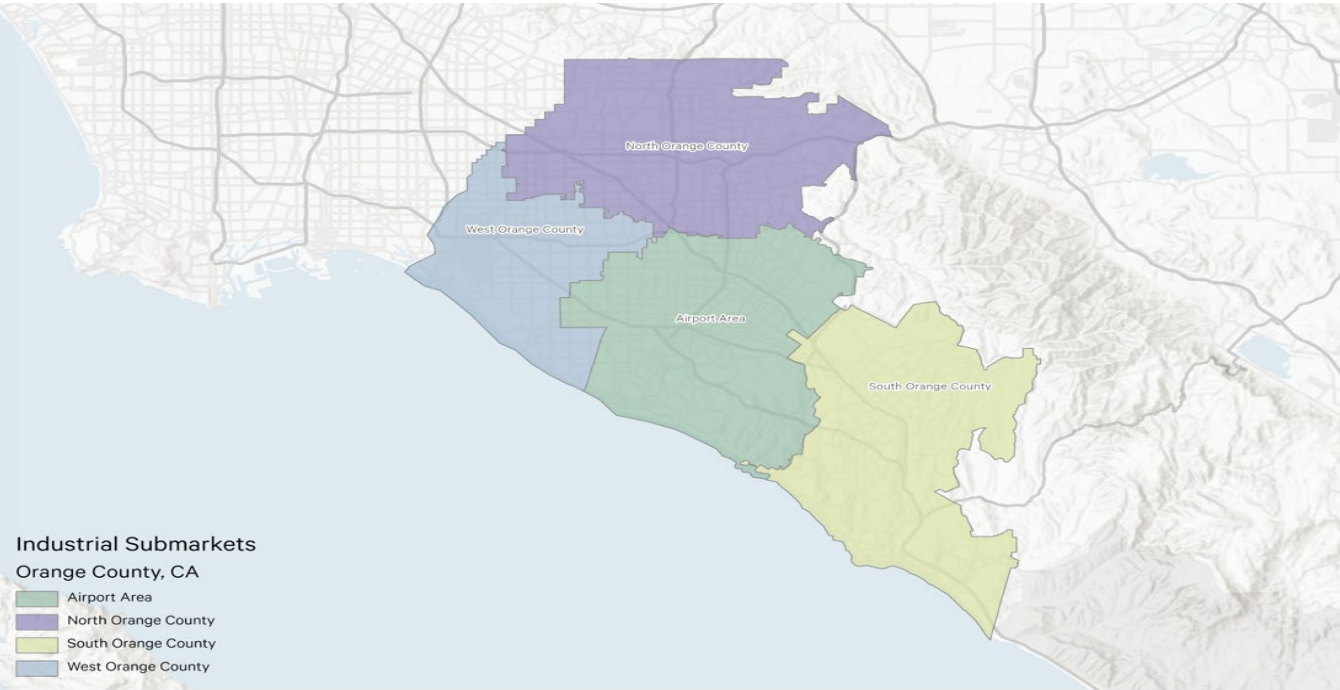 North Orange County
West Orange County
Airport Area
South Orange County
Industrial Submarkets
Orange County, CA
Airport Area
North Orange County
South Orange County
West Orange County